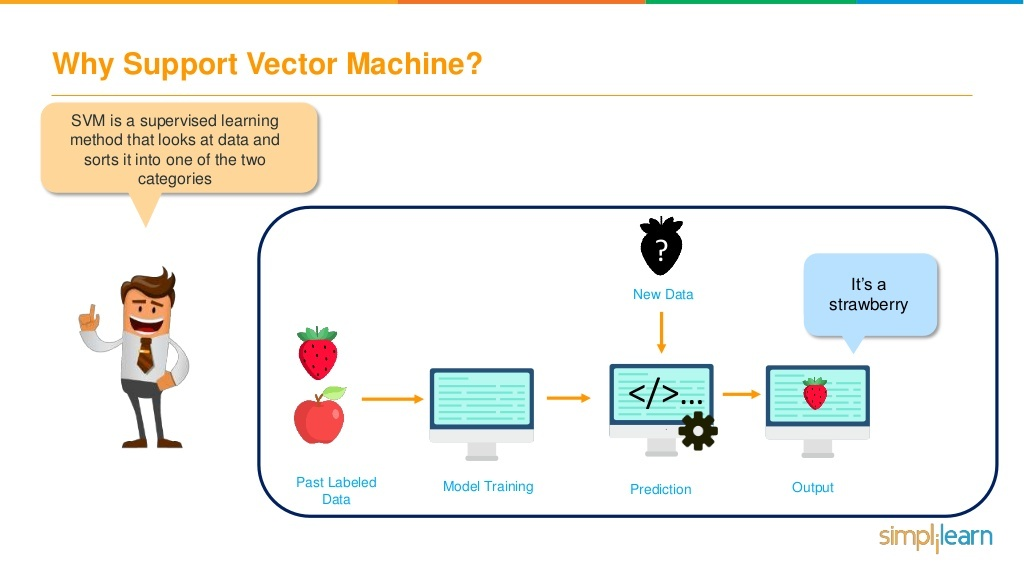 Why Support Vector Machine?
SVM is a supervised learning
method that looks at data and
sorts it into one of the two
categories
?
New Data
It's a
strawberry
</>...
Past Labeled
Data
Model Training
Prediction
Output
simplilearn